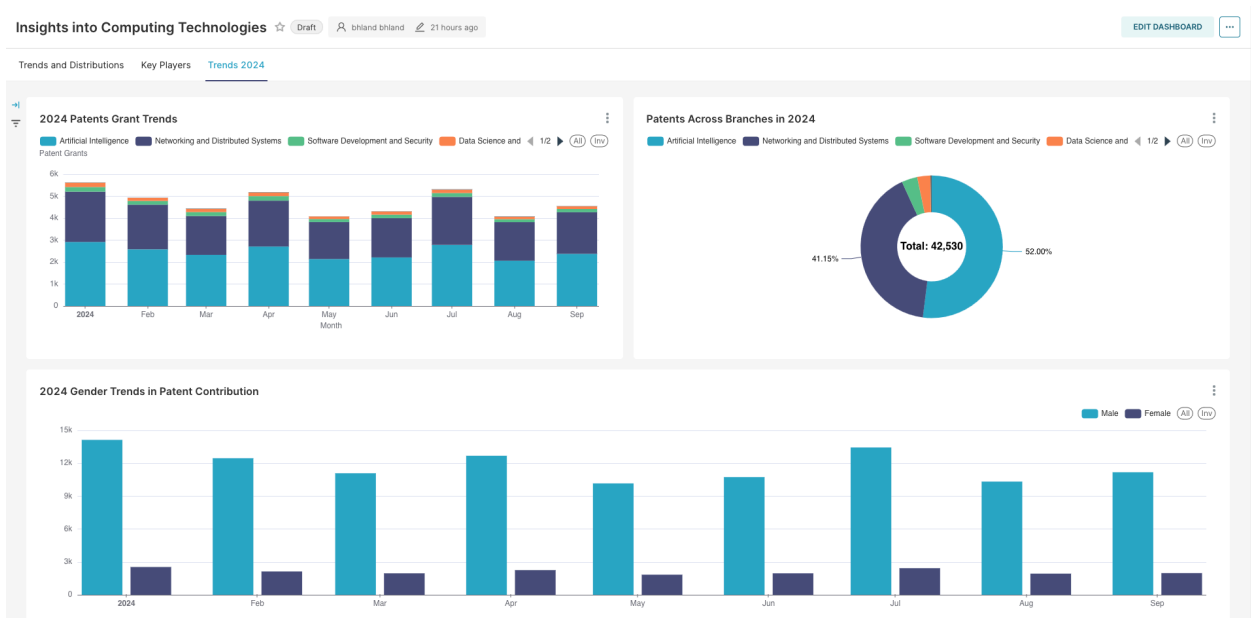 Insights into Computing Technologies Draft bhland bhland 21 hours ago EDIT DASHBOARD ...
Trends and Distributions Key Players Trends 2024
2024 Patents Grant Trends
Artificial Intelligence Networking and Distributed Systems Software Development and Security Data Science and 1/2 All Inv
Patent Grants
6k
5k
4k
3k
2k
1k
0
2024 Feb Mar Apr May Jun Jul Aug Sep
Month
Patents Across Branches in 2024
Artificial Intelligence Networking and Distributed Systems Software Development and Security Data Science and 1/2 All Inv
Total: 42,530
52.00%
41.15%
2024 Gender Trends in Patent Contribution
Male Female All Inv
15k
12k
9k
6k
3k
0
2024 Feb Mar Apr May Jun Jul Aug Sep